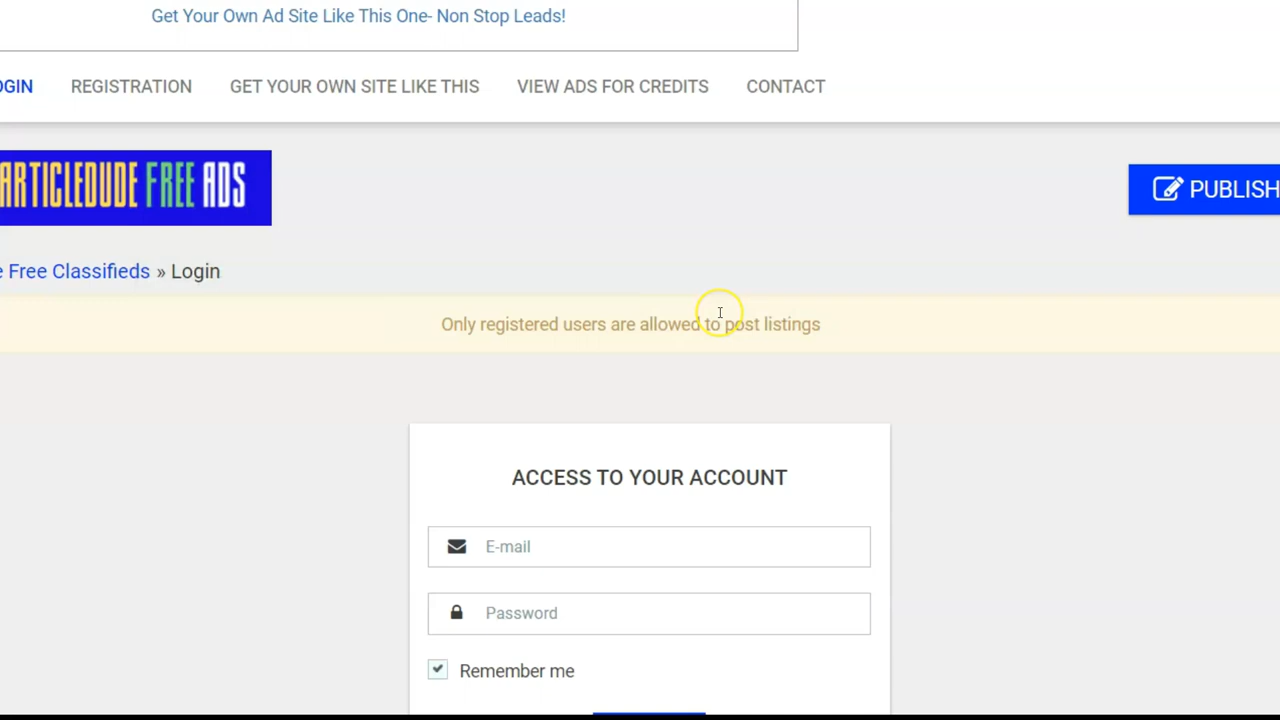 Get Your Own Ad Site Like This One- Non Stop Leads!
OGIN REGISTRATION GET YOUR OWN SITE LIKE THIS VIEW ADS FOR CREDITS CONTACT
ARTICLEDUDE FREE ADS
PUBLISH
e Free Classifieds » Login
Only registered users are allowed to post listings
ACCESS TO YOUR ACCOUNT
E-mail
Password
Remember me